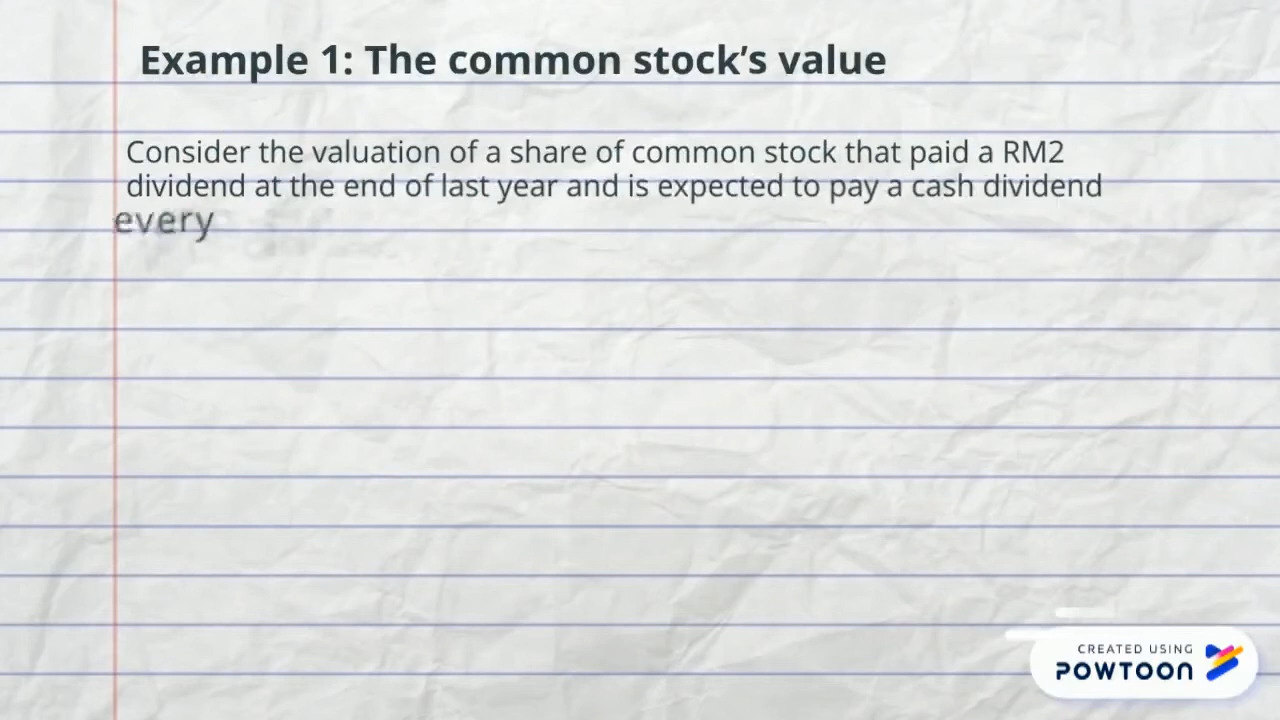 Example 1: The common stock’s value
Consider the valuation of a share of common stock that paid a RM2
dividend at the end of last year and is expected to pay a cash dividend
every
CREATED USING
POWTOON